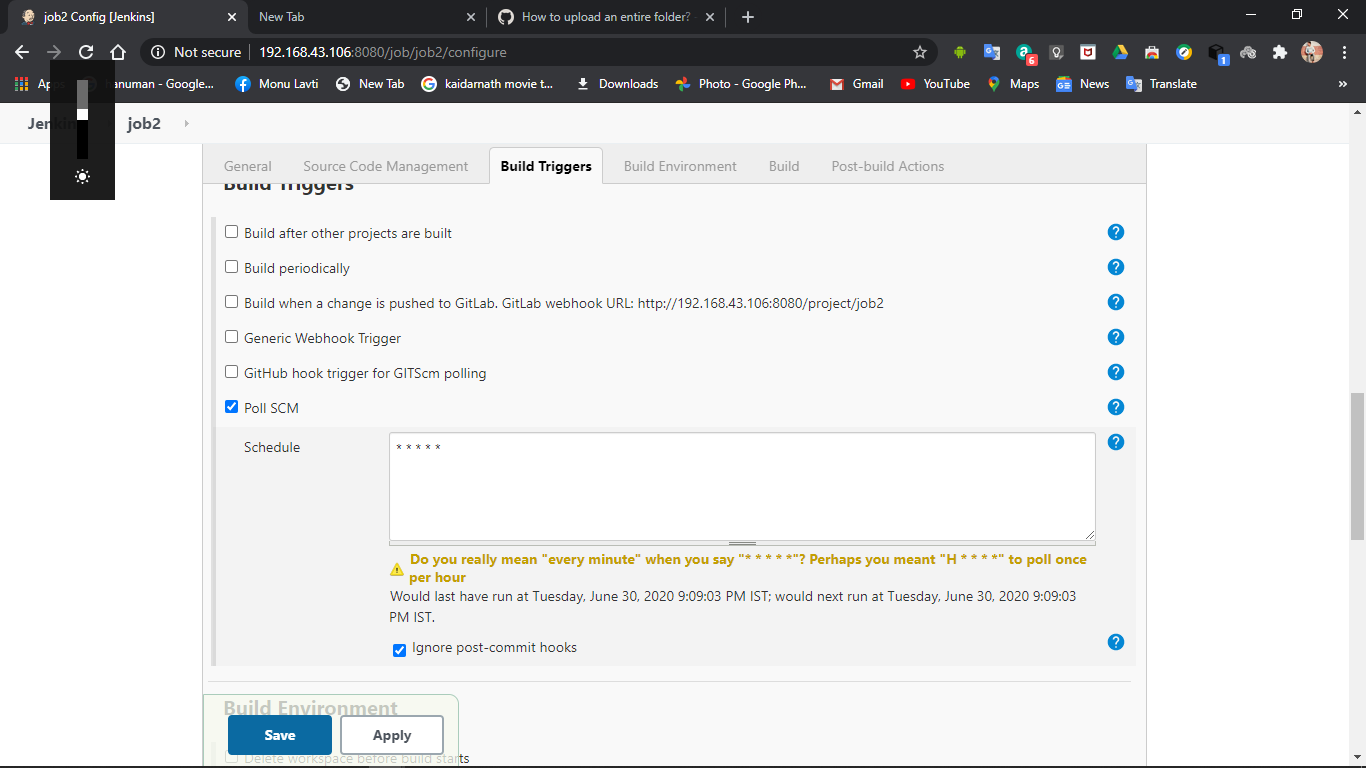 job2 Config [Jenkins]
New Tab
How to upload an entire folder?
Not secure
192.168.43.106:8080/job/job2/configure
6
1
hanuman - Google...
Monu Lavti
New Tab
kaidarnath movie t...
Downloads
Photo - Google Ph...
Gmail
YouTube
Maps
News
Translate
»
job2
General
Source Code Management
Build Triggers
Build Environment
Build
Post-build Actions
Build Triggers
Build after other projects are built
Build periodically
Build when a change is pushed to GitLab. GitLab webhook URL: http://192.168.43.106:8080/project/job2
Generic Webhook Trigger
GitHub hook trigger for GITScm polling
Poll SCM
Schedule
* * * * *
Do you really mean "every minute" when you say "* * * * *"? Perhaps you meant "H * * * *" to poll once
per hour
Would last have run at Tuesday, June 30, 2020 9:09:03 PM IST; would next run at Tuesday, June 30, 2020 9:09:03
PM IST.
Ignore post-commit hooks
Build Environment
Save
Apply
Delete workspace before build starts